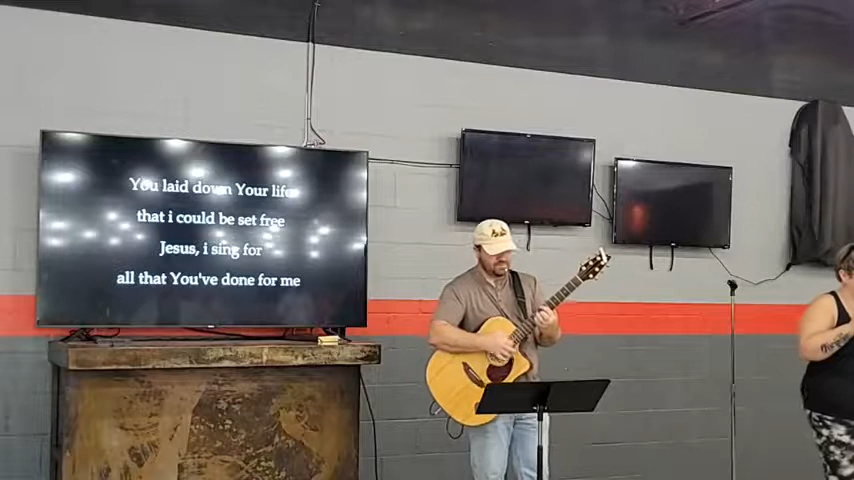 You laid down Your life
that i could be set free
Jesus, i sing for
all that You've done for me